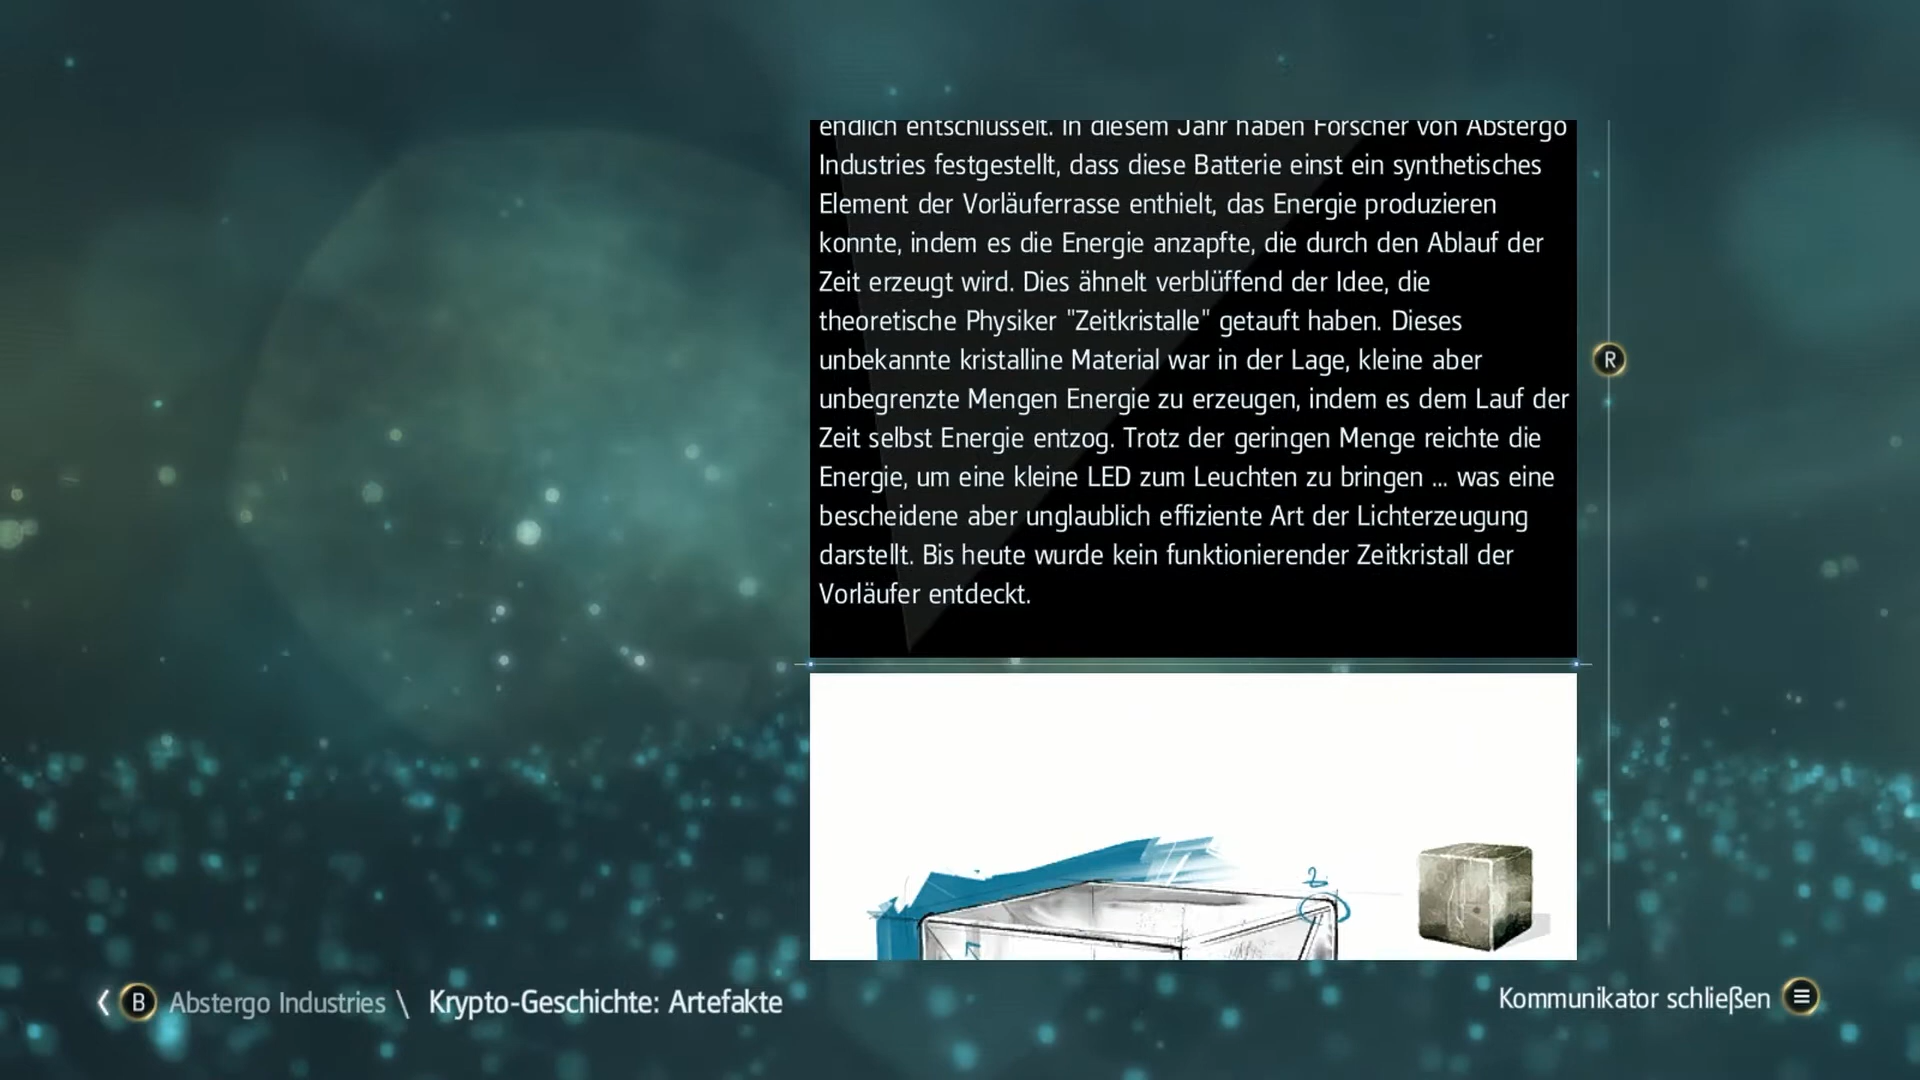 endlich entschlüsselt. In diesem Jahr haben Forscher von Abstergo
Industries festgestellt, dass diese Batterie einst ein synthetisches
Element der Vorläuferrasse enthielt, das Energie produzieren
konnte, indem es die Energie anzapfte, die durch den Ablauf der
Zeit erzeugt wird. Dies ähnelt verblüffend der Idee, die
theoretische Physiker "Zeitkristalle" getauft haben. Dieses
unbekannte kristalline Material war in der Lage, kleine aber
unbegrenzte Mengen Energie zu erzeugen, indem es dem Lauf der
Zeit selbst Energie entzog. Trotz der geringen Menge reichte die
Energie, um eine kleine LED zum Leuchten zu bringen ... was eine
bescheidene aber unglaublich effiziente Art der Lichterzeugung
darstellt. Bis heute wurde kein funktionierender Zeitkristall der
Vorläufer entdeckt.
R
2
B Abstergo Industries \ Krypto-Geschichte: Artefakte
Kommunikator schließen